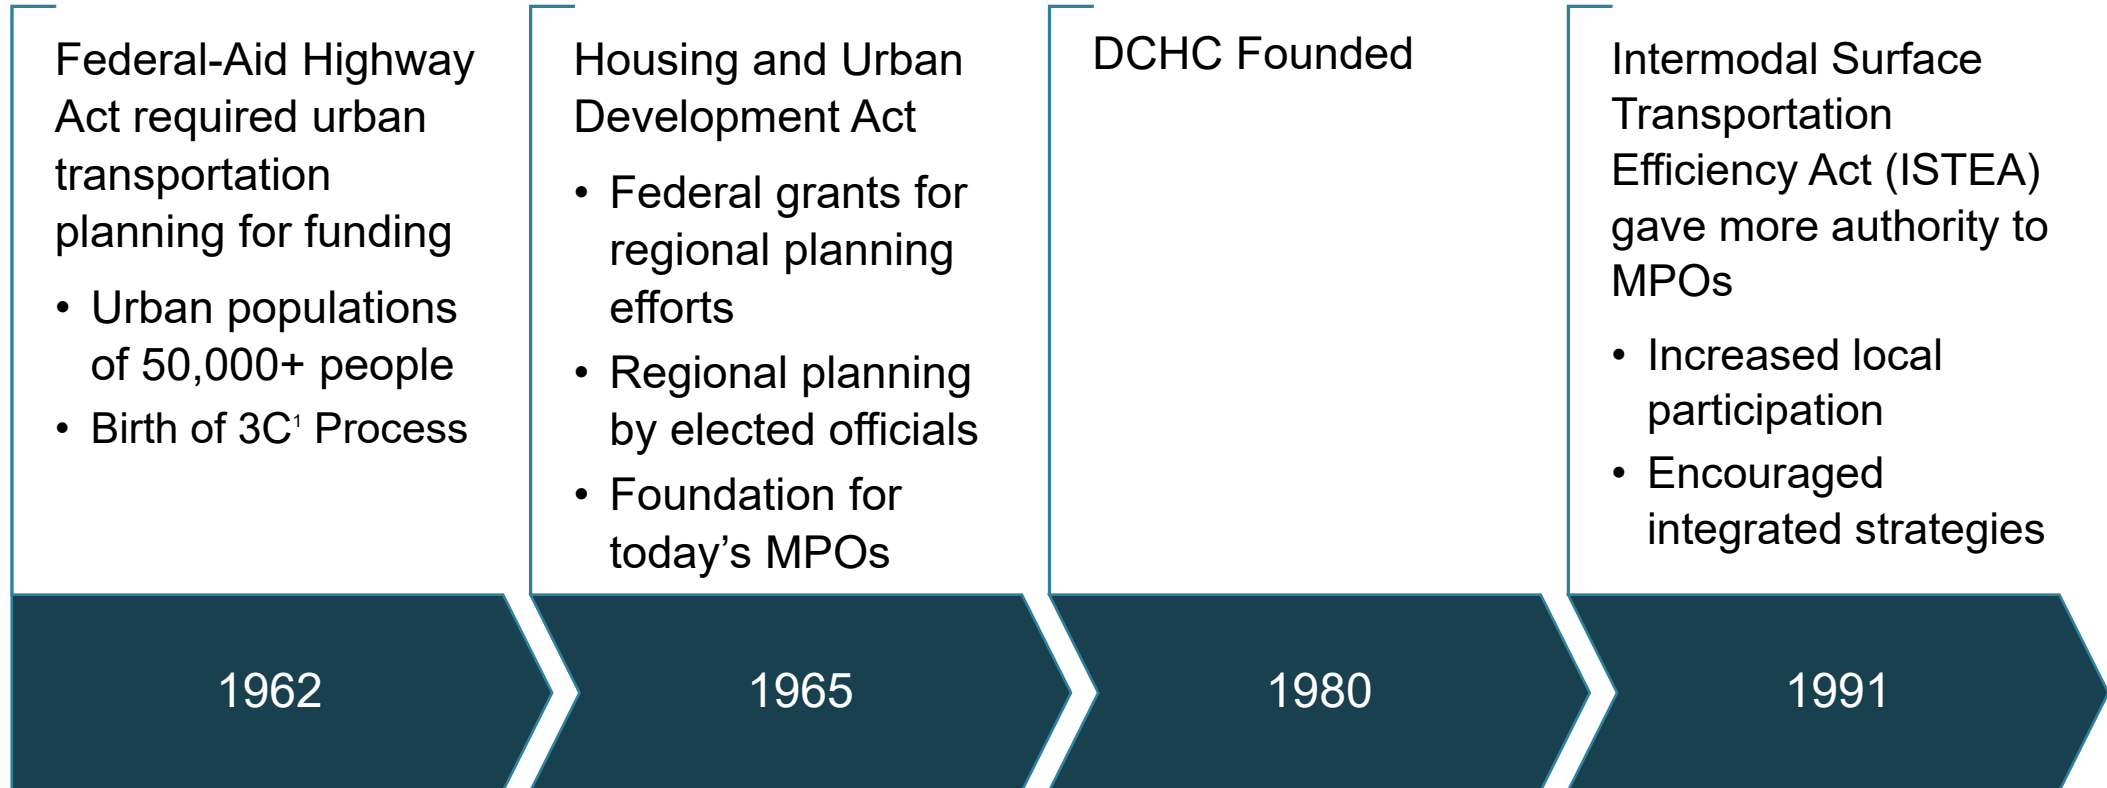 Federal-Aid Highway
Act required urban
transportation
planning for funding
• Urban populations
of 50,000+ people
• Birth of 3C¹ Process
Housing and Urban
Development Act
• Federal grants for
regional planning
efforts
• Regional planning
by elected officials
• Foundation for
today’s MPOs
DCHC Founded
Intermodal Surface
Transportation
Efficiency Act (ISTEA)
gave more authority to
MPOs
• Increased local
participation
• Encouraged
integrated strategies
1962
1965
1980
1991